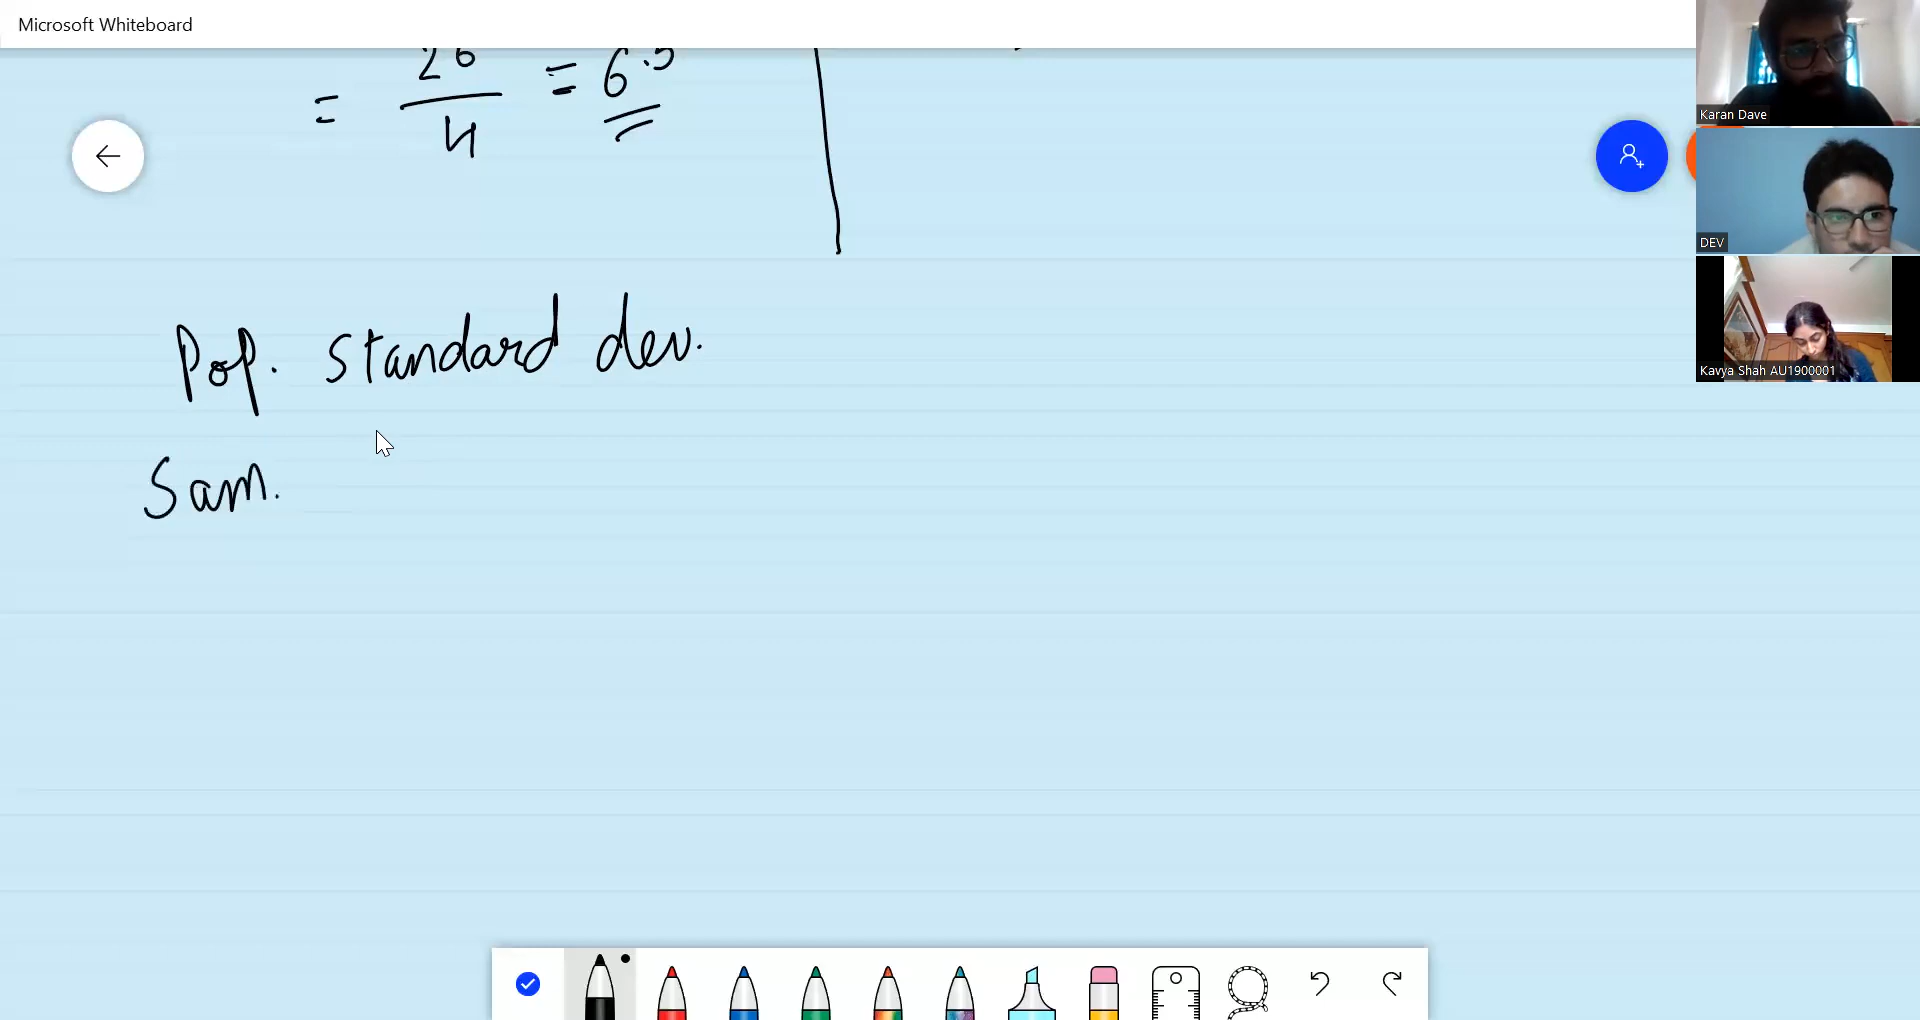 Microsoft Whiteboard
= 26/4 = 6.5
Pop. standard dev.
Sam.
Karan Dave
DEV
Kavya Shah AU1900001